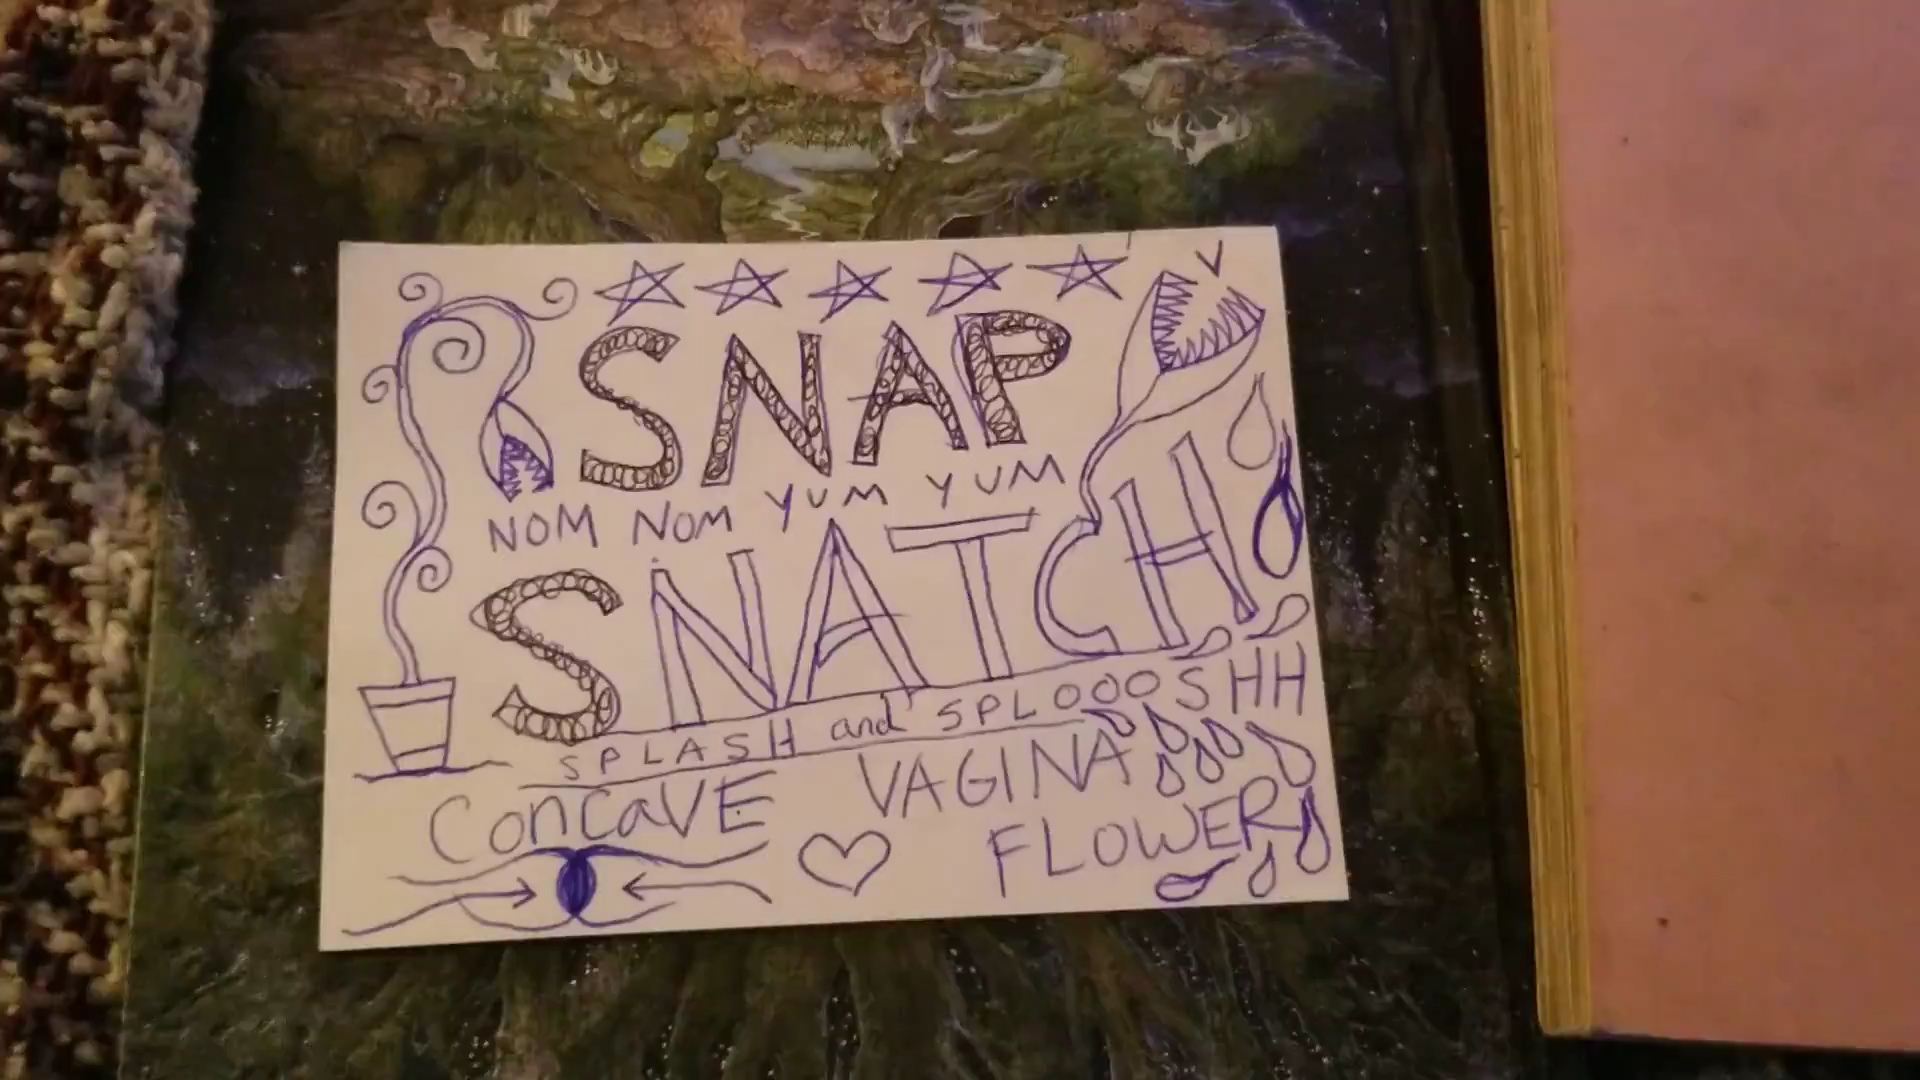 SNAP
NOM NOM YUM YUM
SNATCH
SPLASH and SPLOOOSHH
ConcaVE
VAGINA
FLOWER